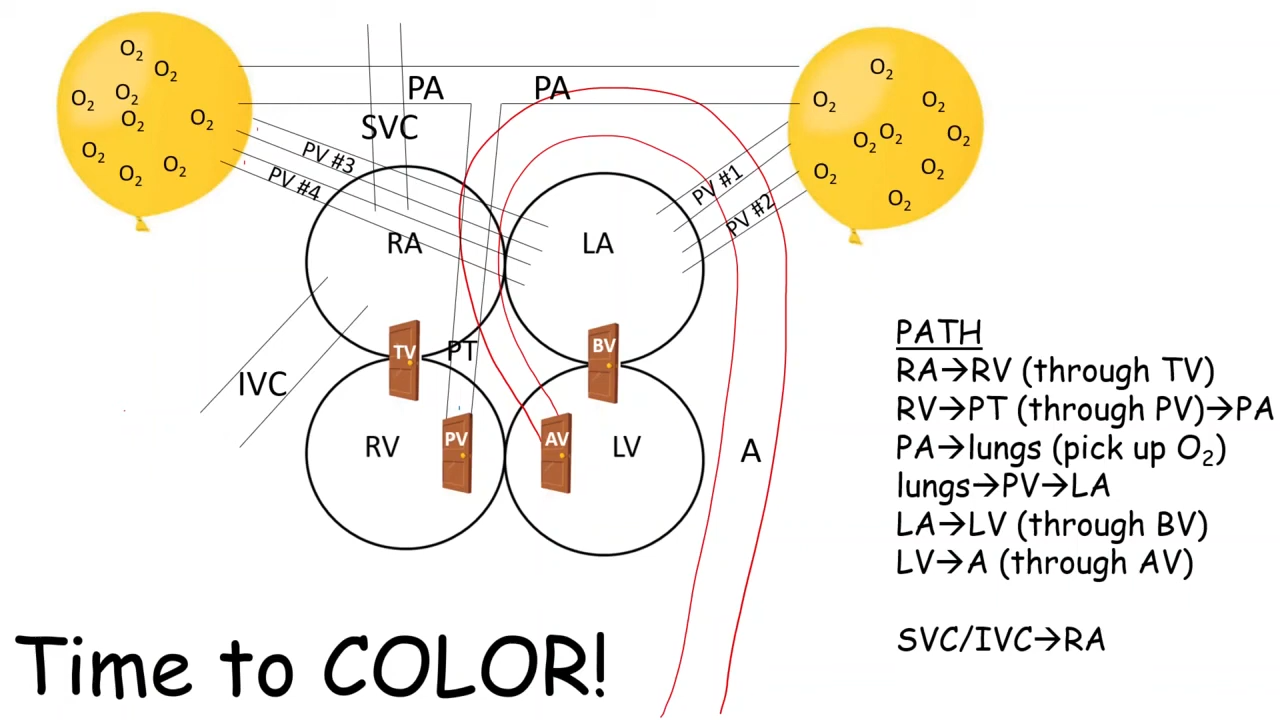 O₂
O₂
O₂
O₂
O₂
O₂
O₂
O₂
O₂
PA
PA
SVC
PV #3
PV #4
O₂
O₂
O₂
O₂
O₂
O₂
O₂
O₂
O₂
PV #1
PV #2
RA
LA
TV
PT
BV
IVC
RV
PV
AV
LV
A
PATH
RA→RV (through TV)
RV→PT (through PV)→PA
PA→lungs (pick up O₂)
lungs→PV→LA
LA→LV (through BV)
LV→A (through AV)
SVC/IVC→RA
Time to COLOR!